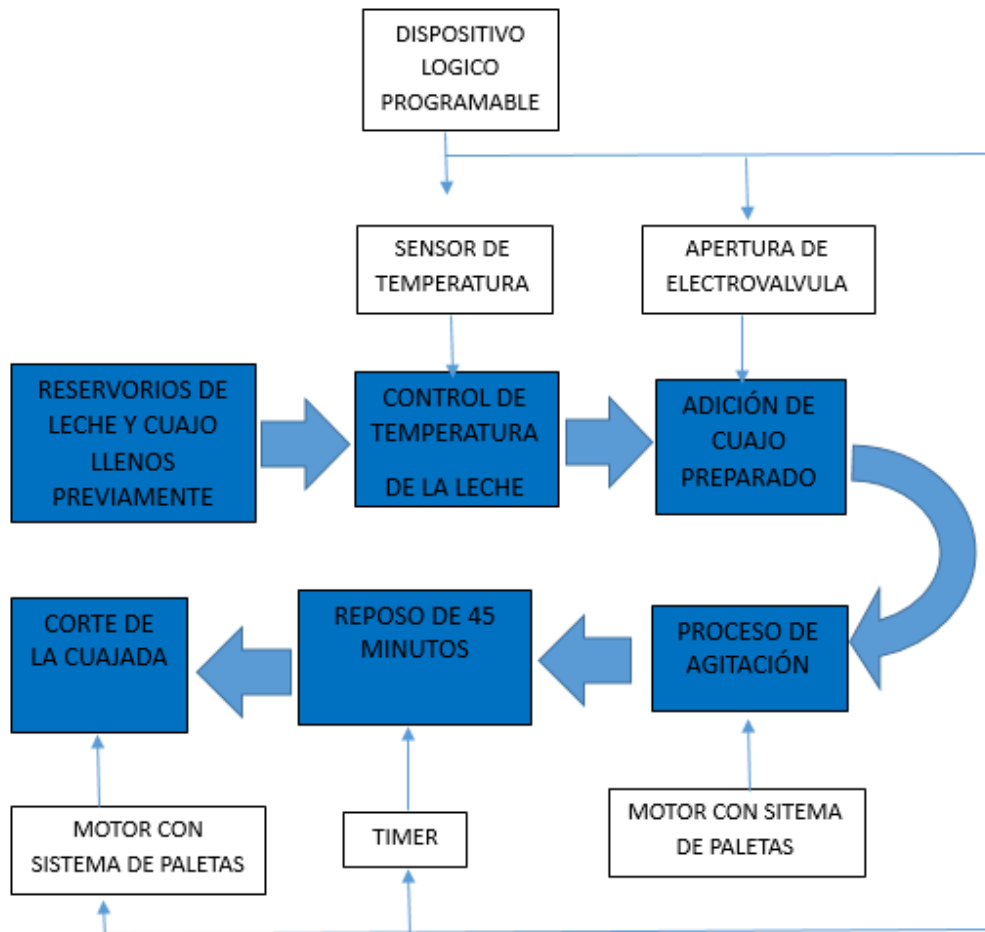 DISPOSITIVO
LOGICO
PROGRAMABLE
SENSOR DE
TEMPERATURA
APERTURA DE
ELECTROVALVULA
RESERVORIOS DE
LECHE Y CUAJO
LLENOS
PREVIAMENTE
CONTROL DE
TEMPERATURA
DE LA LECHE
ADICIÓN DE
CUAJO
PREPARADO
CORTE DE
LA CUAJADA
REPOSO DE 45
MINUTOS
PROCESO DE
AGITACIÓN
MOTOR CON
SISTEMA DE PALETAS
TIMER
MOTOR CON SITEMA
DE PALETAS